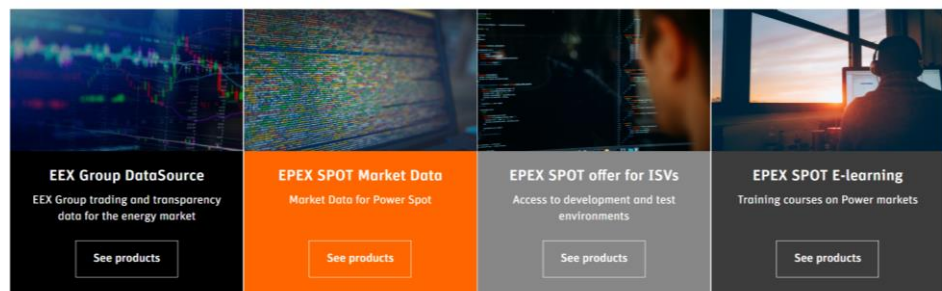 EEX Group DataSource
EEX Group trading and transparency
data for the energy market
See products
EPEX SPOT Market Data
Market Data for Power Spot
See products
EPEX SPOT offer for ISVs
Access to development and test
environments
See products
EPEX SPOT E-learning
Training courses on Power markets
See products